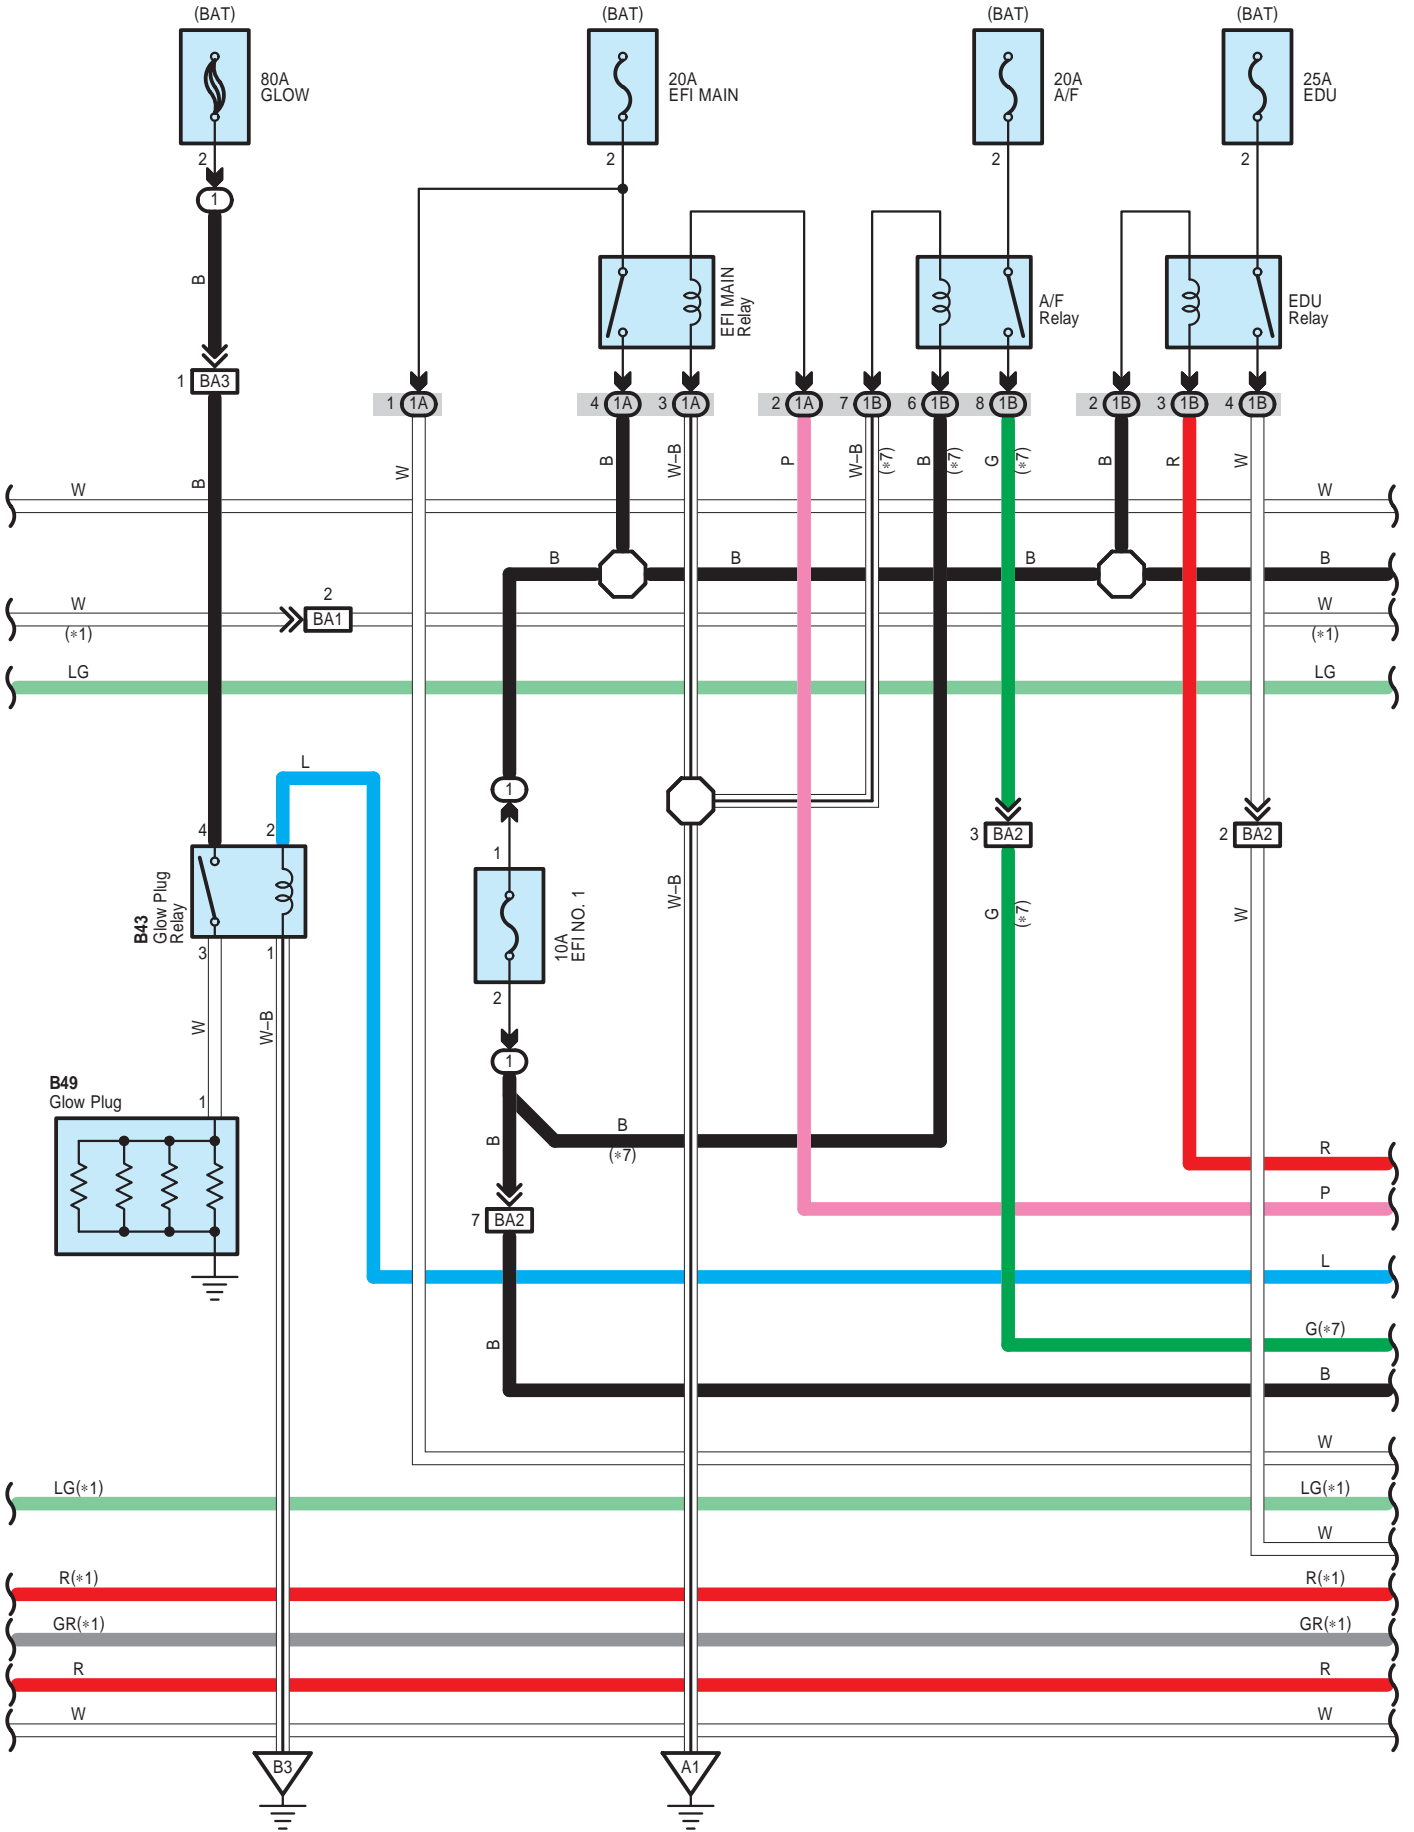 (BAT) (BAT) (BAT) (BAT)
80A
GLOW
20A
EFI MAIN
20A
A/F
25A
EDU
2 2 2 2
1
B
EFI MAIN
Relay
A/F
Relay
EDU
Relay
1 BA3
1 1A 4 1A 3 1A 2 1A 7 1B 6 1B 8 1B 2 1B 3 1B 4 1B
B W B W–B P W–B (*7) B (*7) G (*7) B R W
W W
B B B B
2
W BA1 W
(*1) (*1)
LG LG
L
1
4 2 3 BA2 2 BA2
1
B43
Glow Plug
Relay
10A
EFI NO. 1
W–B G (*7) W
3 1
2
W W–B
1
B49
Glow Plug 1
B B
(*7)
R
P
7 BA2
L
B G(*7)
B
W
LG(*1) LG(*1)
W
R(*1) R(*1)
GR(*1) GR(*1)
R R
W W
B3 A1